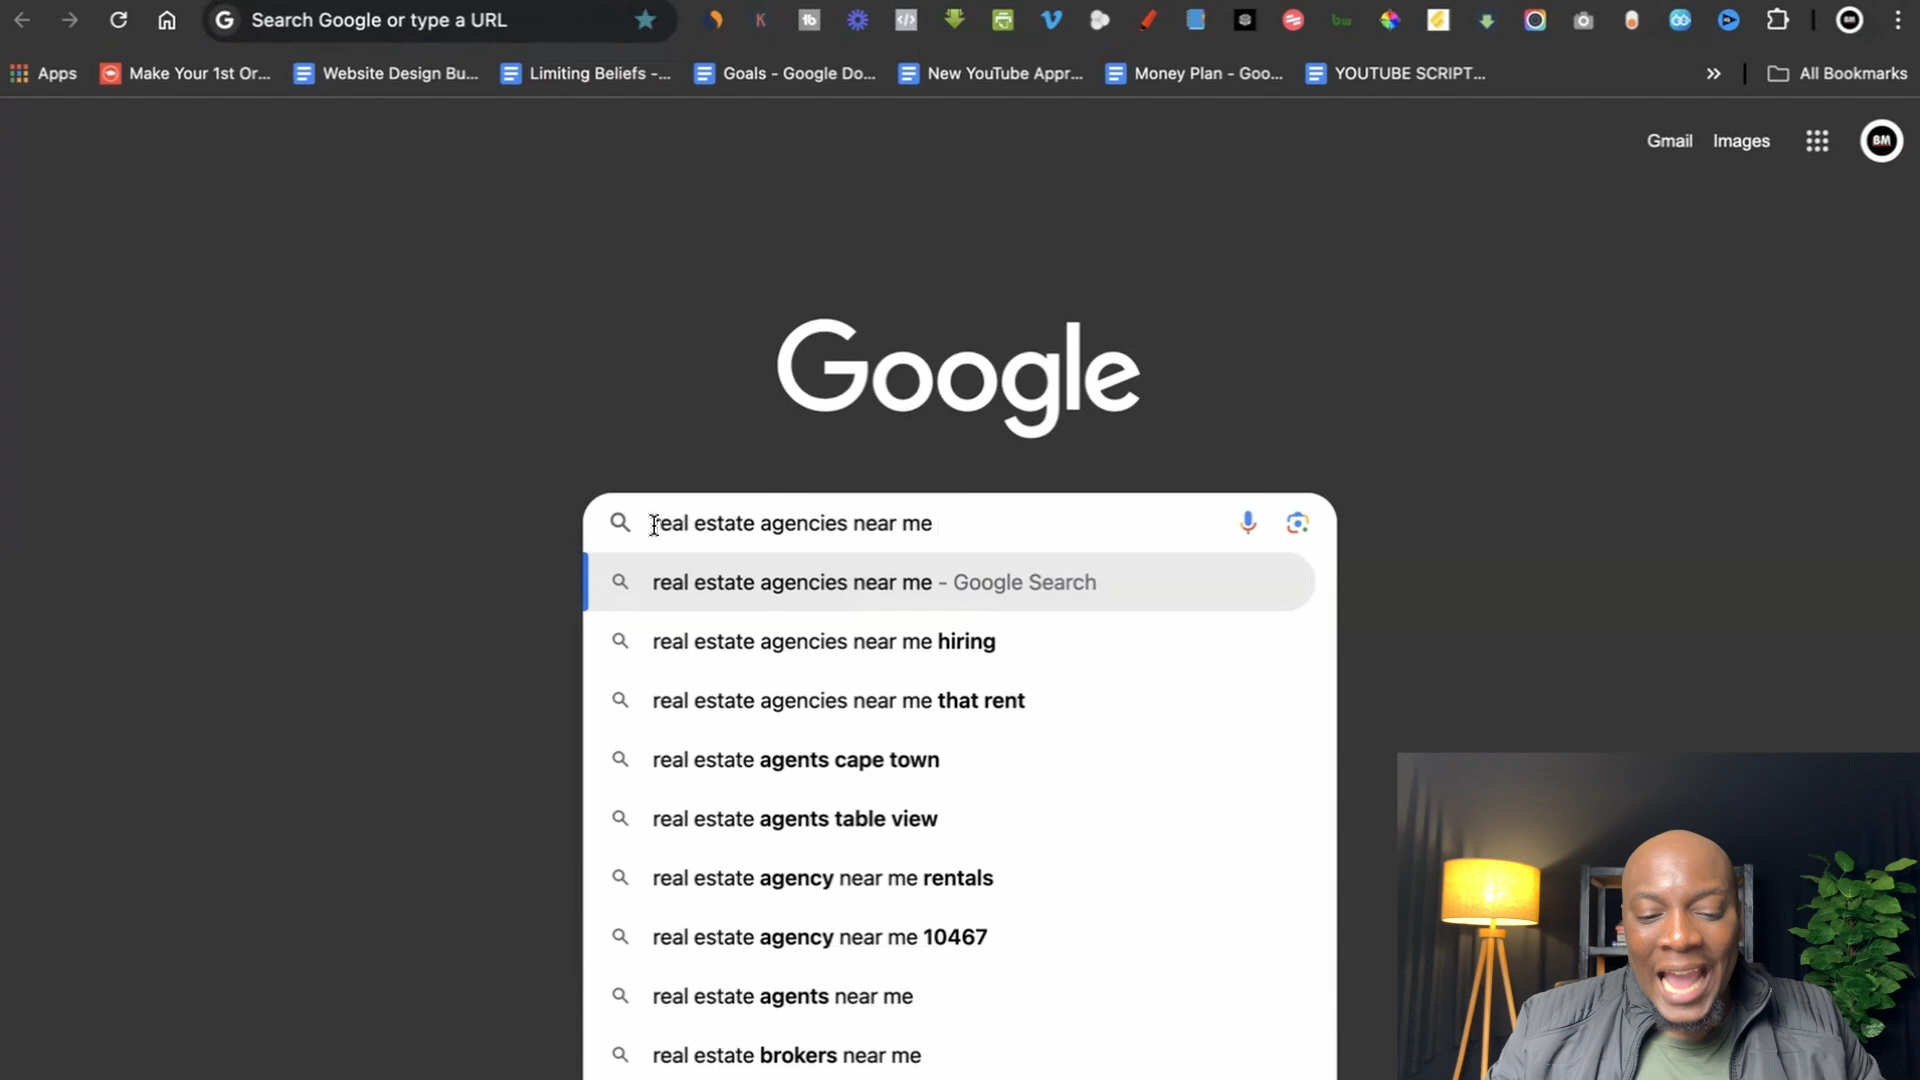 Search Google or type a URL
Apps
Make Your 1st Or...
Website Design Bu...
Limiting Beliefs -...
Goals - Google Do...
New YouTube Appr...
Money Plan - Goo...
YOUTUBE SCRIPT...
All Bookmarks
Gmail
Images
BM
Google
real estate agencies near me
real estate agencies near me - Google Search
real estate agencies near me hiring
real estate agencies near me that rent
real estate agents cape town
real estate agents table view
real estate agency near me rentals
real estate agency near me 10467
real estate agents near me
real estate brokers near me